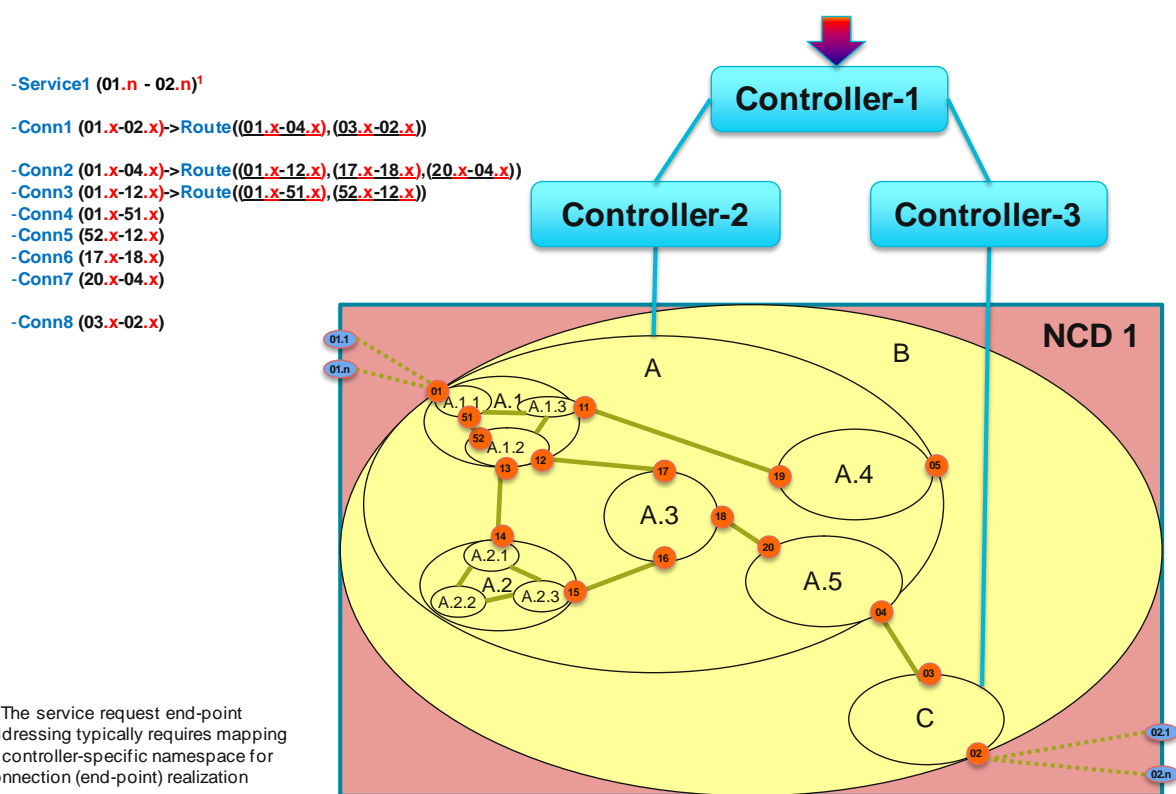 -Service1 (01.n - 02.n)1
-Conn1 (01.x-02.x)->Route((01.x-04.x),(03.x-02.x))
-Conn2 (01.x-04.x)->Route((01.x-12.x),(17.x-18.x),(20.x-04.x))
-Conn3 (01.x-12.x)->Route((01.x-51.x),(52.x-12.x))
-Conn4 (01.x-51.x)
-Conn5 (52.x-12.x)
-Conn6 (17.x-18.x)
-Conn7 (20.x-04.x)
-Conn8 (03.x-02.x)
Controller-1
Controller-2
Controller-3
NCD 1
B
A
01.1
01.n
01
A.1.1
A.1
A.1.3
11
51
52
A.1.2
13
12
17
19
A.4
05
A.3
18
14
16
20
A.2.1
A.5
A.2
15
A.2.2
A.2.3
04
03
C
02
02.1
02.n
The service request end-point
dressing typically requires mapping
controller-specific namespace for
onnection (end-point) realization